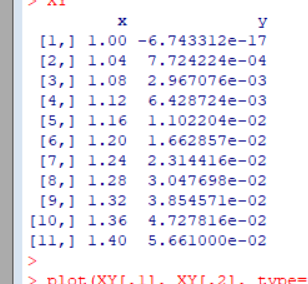 > XY
x y
[1,] 1.00 -6.743312e-17
[2,] 1.04 7.724224e-04
[3,] 1.08 2.967076e-03
[4,] 1.12 6.428724e-03
[5,] 1.16 1.102204e-02
[6,] 1.20 1.662857e-02
[7,] 1.24 2.314416e-02
[8,] 1.28 3.047698e-02
[9,] 1.32 3.854571e-02
[10,] 1.36 4.727816e-02
[11,] 1.40 5.661000e-02
>
> plot(XY[,1], XY[,2], type=